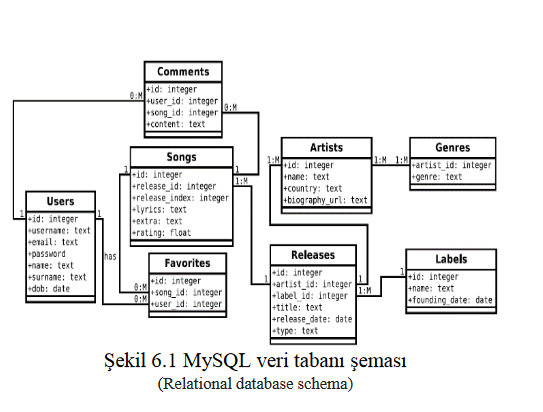 Comments
+id: integer
+user_id: integer
+song_id: integer
+content: text
0:M
0:M
Songs
+id: integer
+release_id: integer
+release_index: integer
+lyrics: text
+extra: text
+rating: float
1
1
1:M
Users
+id: integer
+username: text
+email: text
+password
+name: text
+surname: text
+dob: date
1
1
has
Favorites
+id: integer
+song_id: integer
+user_id: integer
0:M
0:M
Artists
+id: integer
+name: text
+country: text
+biography_url: text
1:M
1:M
1:M
Genres
+artist_id: integer
+genre: text
Releases
+id: integer
+artist_id: integer
+label_id: integer
+title: text
+release_date: date
+type: text
1
1
1:M
Labels
+id: integer
+name: text
+founding_date: date
1
Şekil 6.1 MySQL veri tabanı şeması
(Relational database schema)